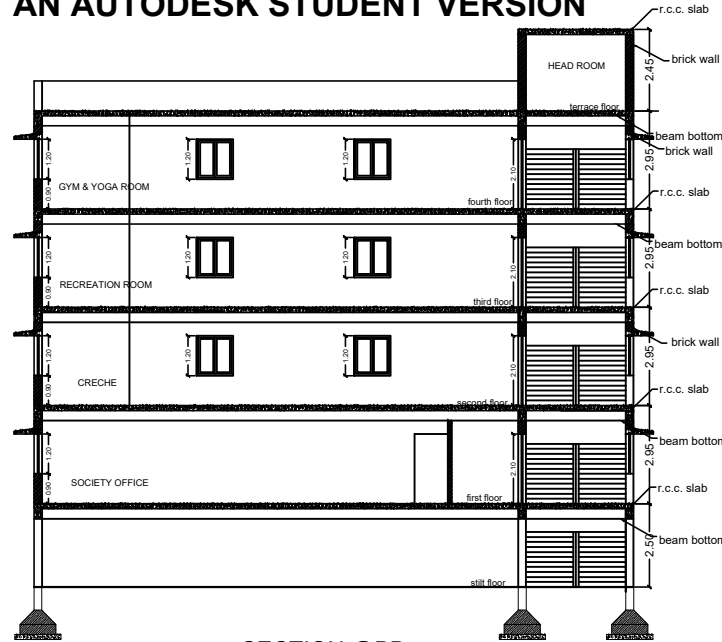 AN AUTODESK STUDENT VERSION
r.c.c. slab
HEAD ROOM
brick wall
2.45
terrace floor
beam bottom
brick wall
1.20
1.20
1.20
2.10
2.95
GYM & YOGA ROOM
0.90
fourth floor
r.c.c. slab
beam bottom
1.20
1.20
1.20
2.10
2.95
RECREATION ROOM
0.90
third floor
r.c.c. slab
brick wall
1.20
1.20
1.20
2.10
2.95
CRECHE
0.90
second floor
r.c.c. slab
beam bottom
1.20
2.10
2.95
SOCIETY OFFICE
0.90
first floor
r.c.c. slab
beam bottom
2.50
stilt floor